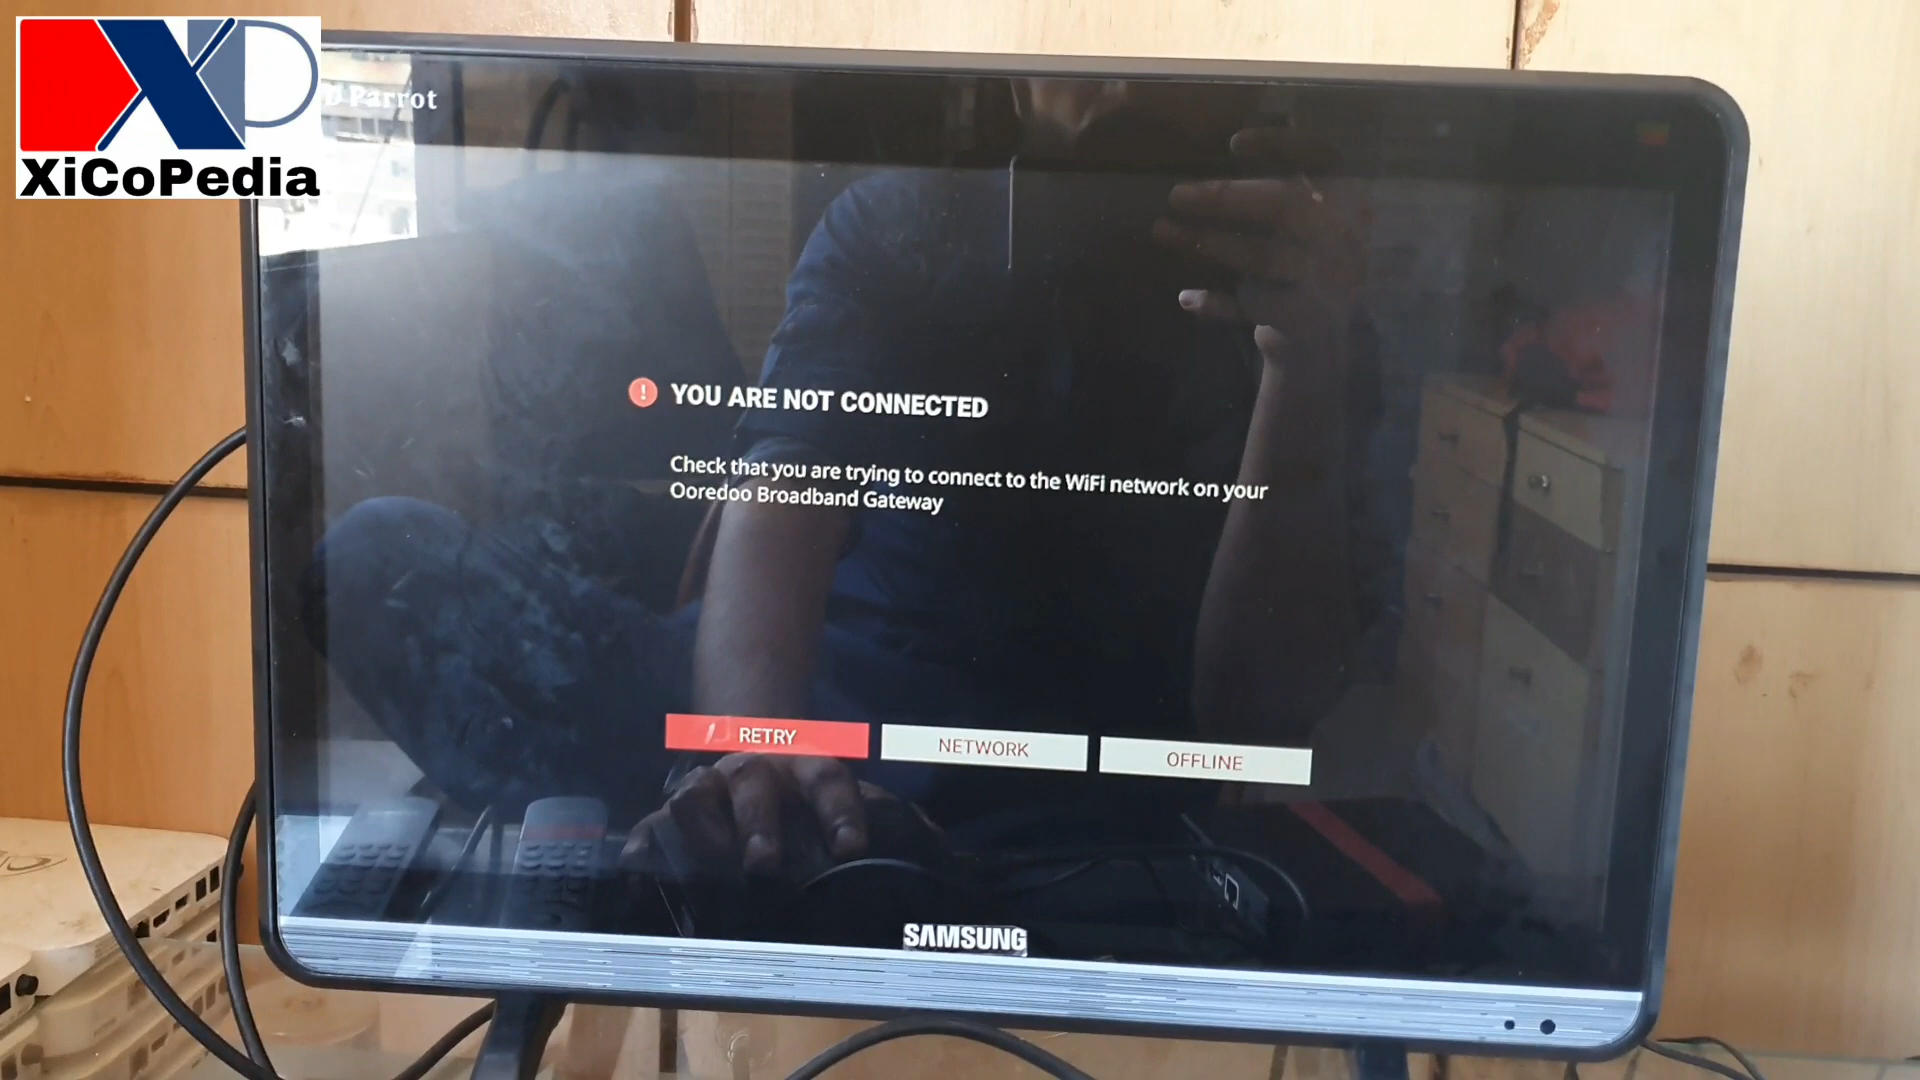 XP
XiCoPedia
Parrot
YOU ARE NOT CONNECTED
Check that you are trying to connect to the WiFi network on your
Ooredoo Broadband Gateway
RETRY
NETWORK
OFFLINE
SAMSUNG